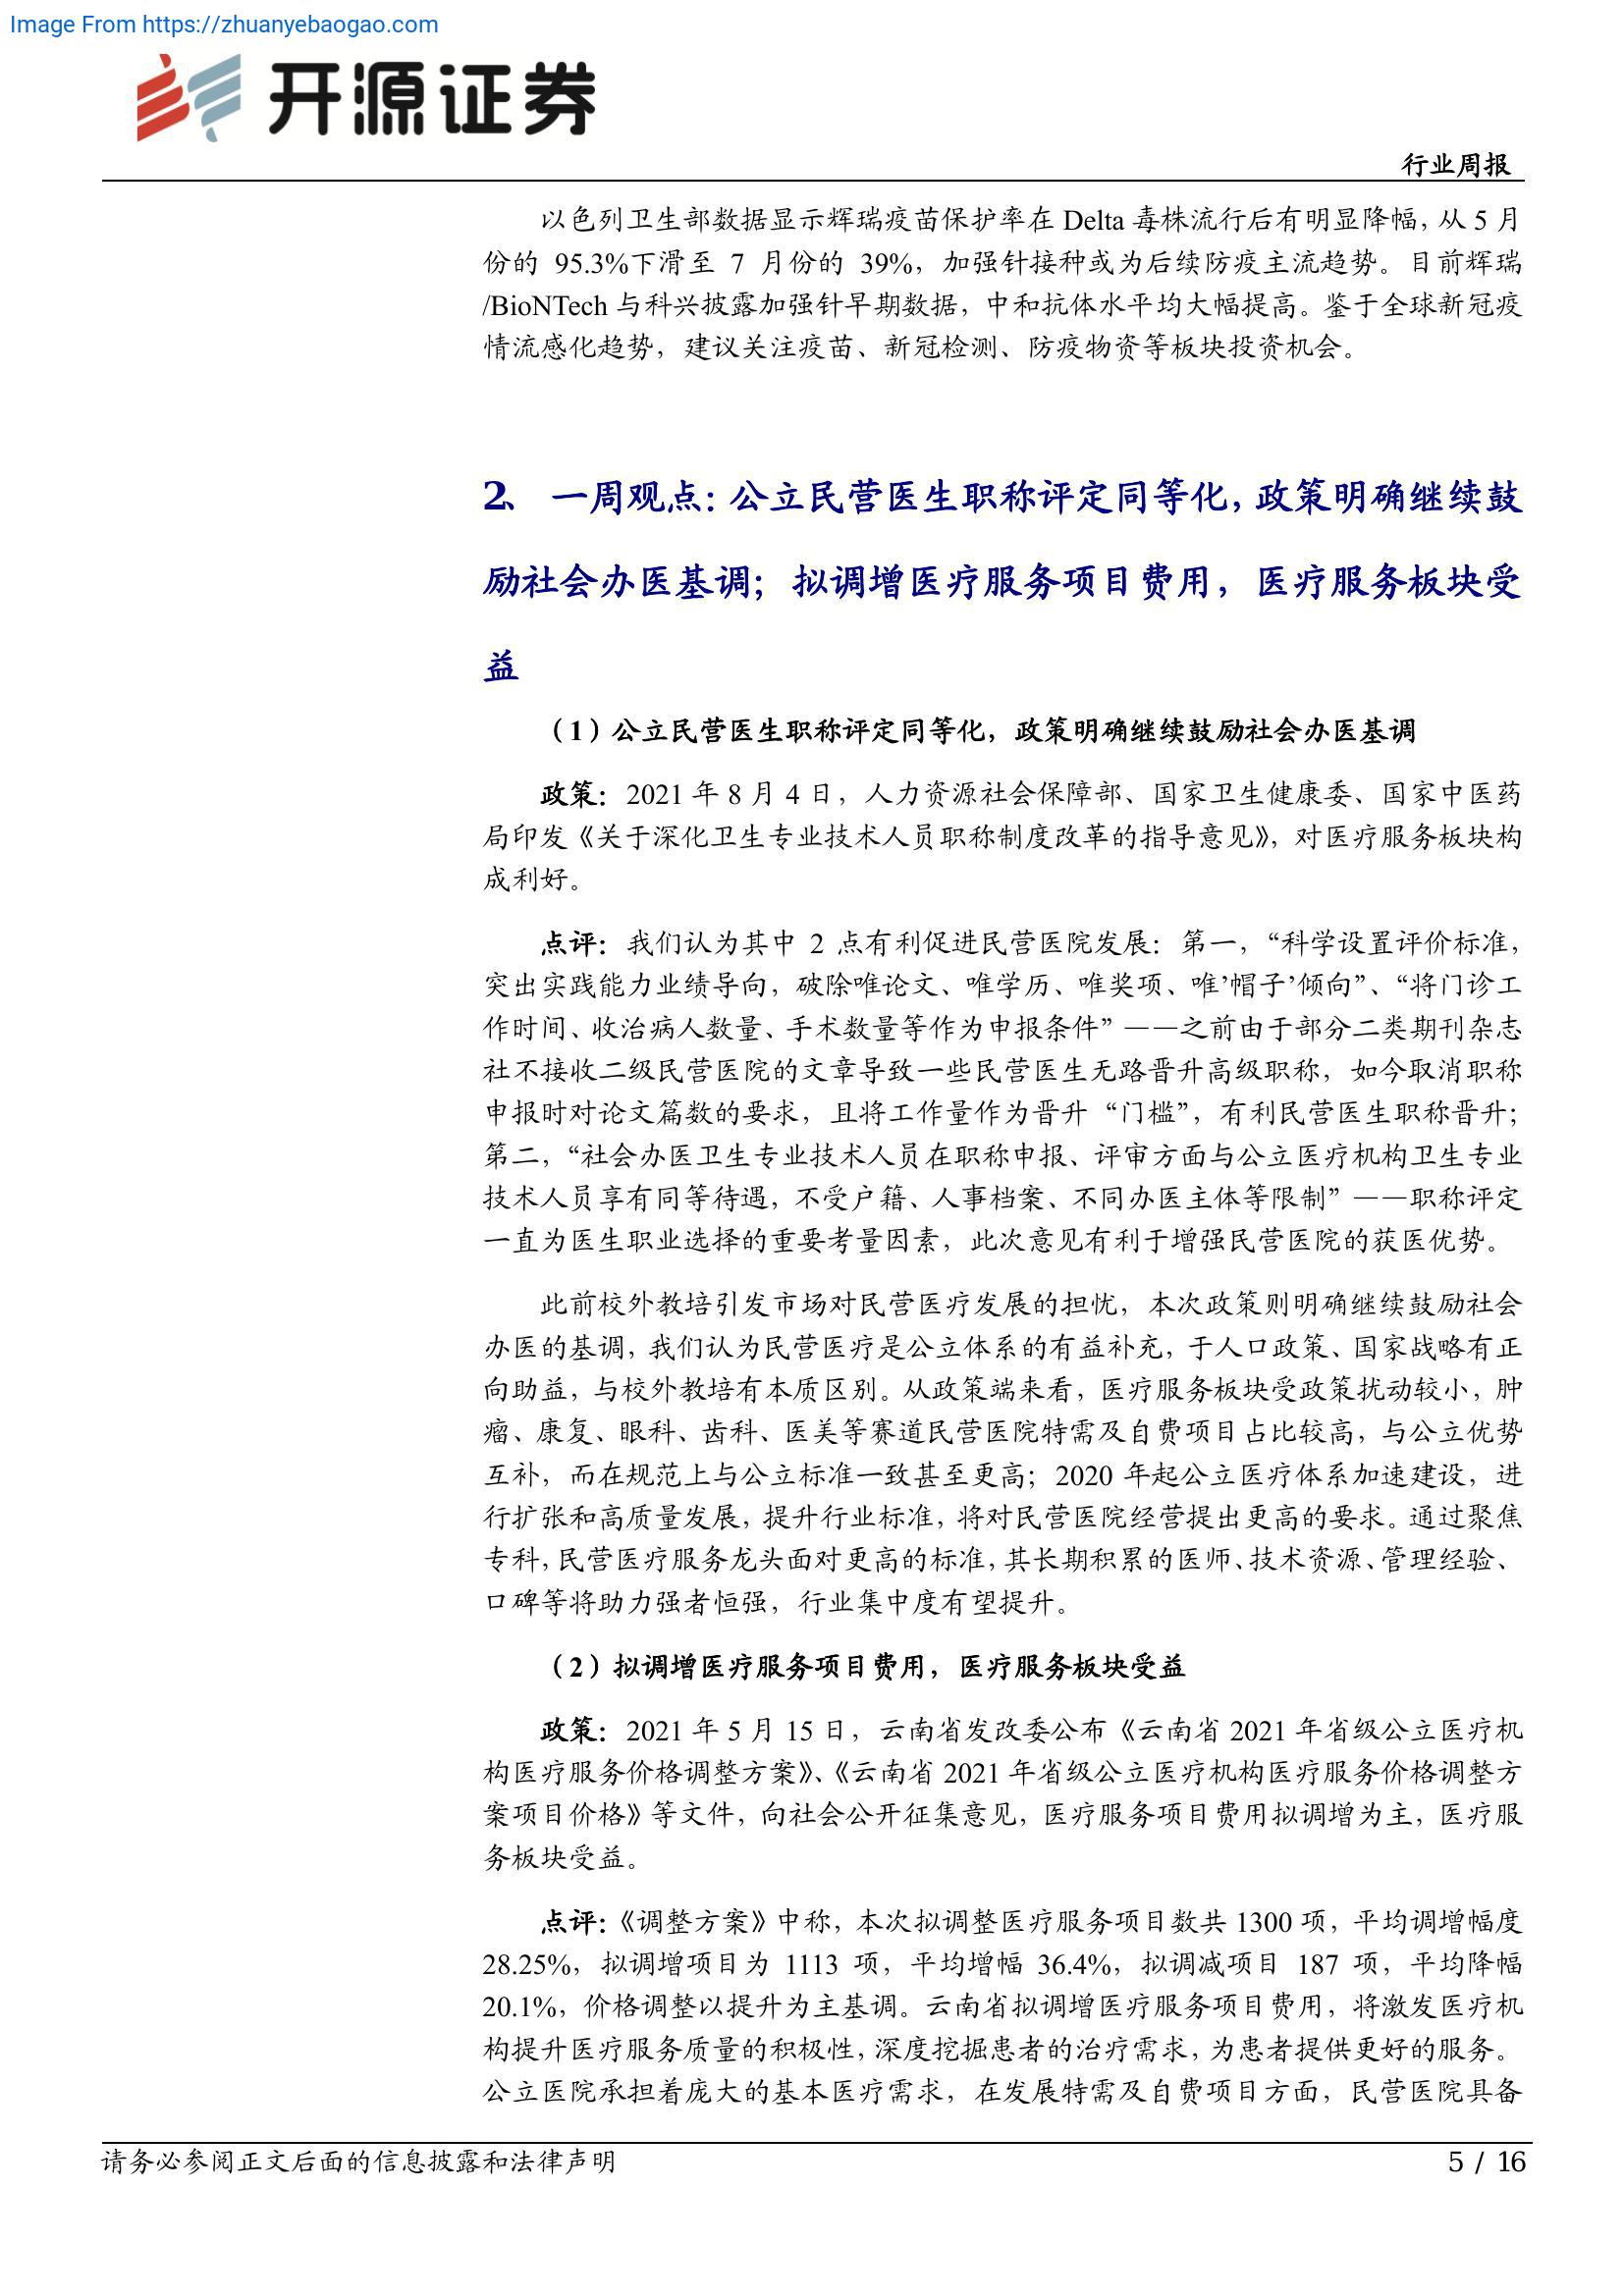 Image From https://zhuanyebaogao.com
开源证券
行业周报
以色列卫生部数据显示辉瑞疫苗保护率在 Delta 毒株流行后有明显降幅，从 5 月
份的 95.3%下滑至 7 月份的 39%，加强针接种或为后续防疫主流趋势。目前辉瑞
/BioNTech 与科兴披露加强针早期数据，中和抗体水平均大幅提高。鉴于全球新冠疫
情流感化趋势，建议关注疫苗、新冠检测、防疫物资等板块投资机会。
2、 一周观点：公立民营医生职称评定同等化，政策明确继续鼓
励社会办医基调；拟调增医疗服务项目费用，医疗服务板块受
益
（1）公立民营医生职称评定同等化，政策明确继续鼓励社会办医基调
政策：2021 年 8 月 4 日，人力资源社会保障部、国家卫生健康委、国家中医药
局印发《关于深化卫生专业技术人员职称制度改革的指导意见》，对医疗服务板块构
成利好。
点评：我们认为其中 2 点有利促进民营医院发展：第一，“科学设置评价标准，
突出实践能力业绩导向，破除唯论文、唯学历、唯奖项、唯’帽子’倾向”、“将门诊工
作时间、收治病人数量、手术数量等作为申报条件”——之前由于部分二类期刊杂志
社不接收二级民营医院的文章导致一些民营医生无路晋升高级职称，如今取消职称
申报时对论文篇数的要求，且将工作量作为晋升“门槛”，有利民营医生职称晋升；
第二，“社会办医卫生专业技术人员在职称申报、评审方面与公立医疗机构卫生专业
技术人员享有同等待遇，不受户籍、人事档案、不同办医主体等限制”——职称评定
一直为医生职业选择的重要考量因素，此次意见有利于增强民营医院的获医优势。
此前校外教培引发市场对民营医疗发展的担忧，本次政策则明确继续鼓励社会
办医的基调，我们认为民营医疗是公立体系的有益补充，于人口政策、国家战略有正
向助益，与校外教培有本质区别。从政策端来看，医疗服务板块受政策扰动较小，肿
瘤、康复、眼科、齿科、医美等赛道民营医院特需及自费项目占比较高，与公立优势
互补，而在规范上与公立标准一致甚至更高；2020 年起公立医疗体系加速建设，进
行扩张和高质量发展，提升行业标准，将对民营医院经营提出更高的要求。通过聚焦
专科，民营医疗服务龙头面对更高的标准，其长期积累的医师、技术资源、管理经验、
口碑等将助力强者恒强，行业集中度有望提升。
（2）拟调增医疗服务项目费用，医疗服务板块受益
政策：2021 年 5 月 15 日，云南省发改委公布《云南省 2021 年省级公立医疗机
构医疗服务价格调整方案》、《云南省 2021 年省级公立医疗机构医疗服务价格调整方
案项目价格》等文件，向社会公开征集意见，医疗服务项目费用拟调增为主，医疗服
务板块受益。
点评：《调整方案》中称，本次拟调整医疗服务项目数共 1300 项，平均调增幅度
28.25%，拟调增项目为 1113 项，平均增幅 36.4%，拟调减项目 187 项，平均降幅
20.1%，价格调整以提升为主基调。云南省拟调增医疗服务项目费用，将激发医疗机
构提升医疗服务质量的积极性，深度挖掘患者的治疗需求，为患者提供更好的服务。
公立医院承担着庞大的基本医疗需求，在发展特需及自费项目方面，民营医院具备
请务必参阅正文后面的信息披露和法律声明
5 / 16